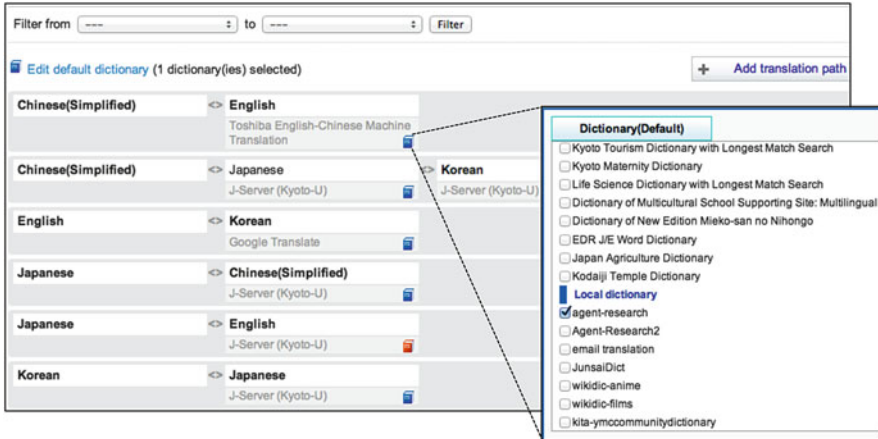 Filter from --- to --- Filter
Edit default dictionary (1 dictionary(ies) selected)
+ Add translation path
Chinese(Simplified) <> English
Toshiba English-Chinese Machine
Translation
Chinese(Simplified) <> Japanese <> Korean
J-Server (Kyoto-U) J-Server (Kyoto-U)
English <> Korean
Google Translate
Japanese <> Chinese(Simplified)
J-Server (Kyoto-U)
Japanese <> English
J-Server (Kyoto-U)
Korean <> Japanese
J-Server (Kyoto-U)
Dictionary(Default)
Kyoto Tourism Dictionary with Longest Match Search
Kyoto Maternity Dictionary
Life Science Dictionary with Longest Match Search
Dictionary of Multicultural School Supporting Site: Multilingual
Dictionary of New Edition Mieko-san no Nihongo
EDR J/E Word Dictionary
Japan Agriculture Dictionary
Kodaiji Temple Dictionary
Local dictionary
agent-research
Agent-Research2
email translation
JunsaiDict
wikidic-anime
wikidic-films
kita-ymccommunitydictionary